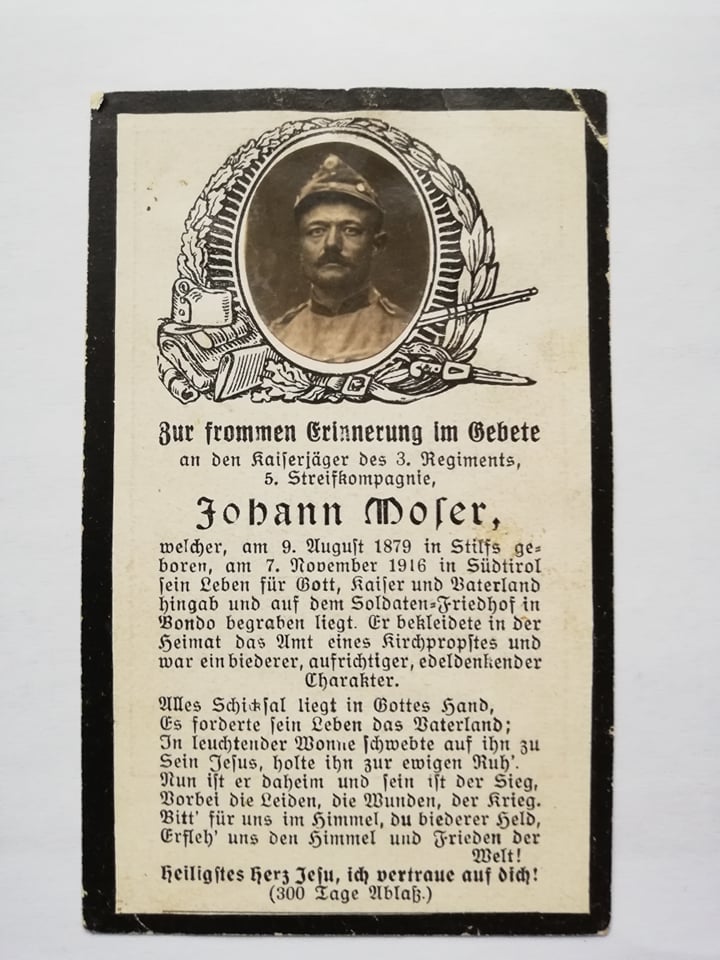 Zur frommen Erinnerung im Gebete
an den Kaiserjäger des 3. Regiments,
5. Streifkompagnie,
Johann Moser,
welcher, am 9. August 1879 in Stilfs ge-
boren, am 7. November 1916 in Südtirol
sein Leben für Gott, Kaiser und Vaterland
hingab und auf dem Soldaten-Friedhof in
Bondo begraben liegt. Er bekleidete in der
Heimat das Amt eines Kirchpropstes und
war ein biederer, aufrichtiger, edeldenkender
Charakter.
Alles Schicksal liegt in Gottes Hand,
Es forderte sein Leben das Vaterland;
In leuchtender Wonne schwebte auf ihn zu
Sein Jesus, holte ihn zur ewigen Ruh'.
Nun ist er daheim und sein ist der Sieg,
Vorbei die Leiden, die Wunden, der Krieg.
Bitt' für uns im Himmel, du biederer Held,
Erfleh' uns den Himmel und Frieden der
Welt!
Heiligstes Herz Jesu, ich vertraue auf dich!
(300 Tage Ablaß.)